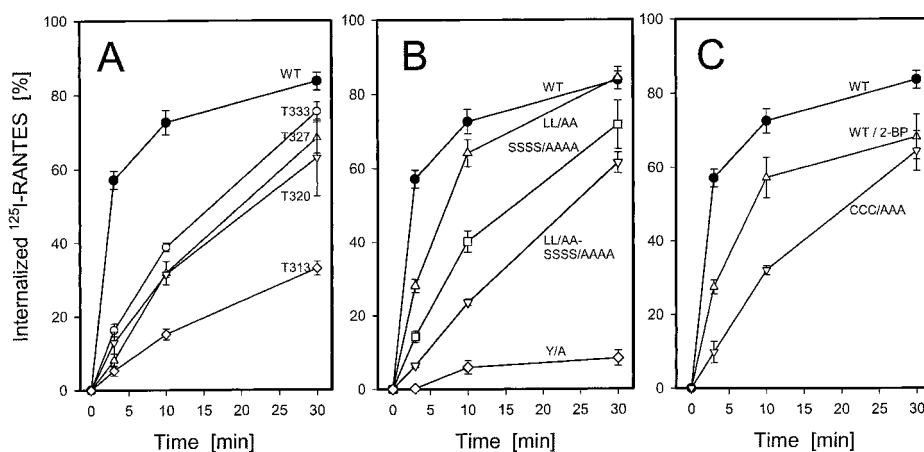 A
B
C
Internalized ¹²⁵I-RANTES [%]
100
80
60
40
20
0
WT
T333
T327
T320
T313
0 5 10 15 20 25 30
Time [min]
100
80
60
40
20
0
WT
LL/AA
SSSS/AAAA
LL/AA-
SSSS/AAAA
Y/A
0 5 10 15 20 25 30
Time [min]
100
80
60
40
20
0
WT
WT / 2-BP
CCC/AAA
0 5 10 15 20 25 30
Time [min]